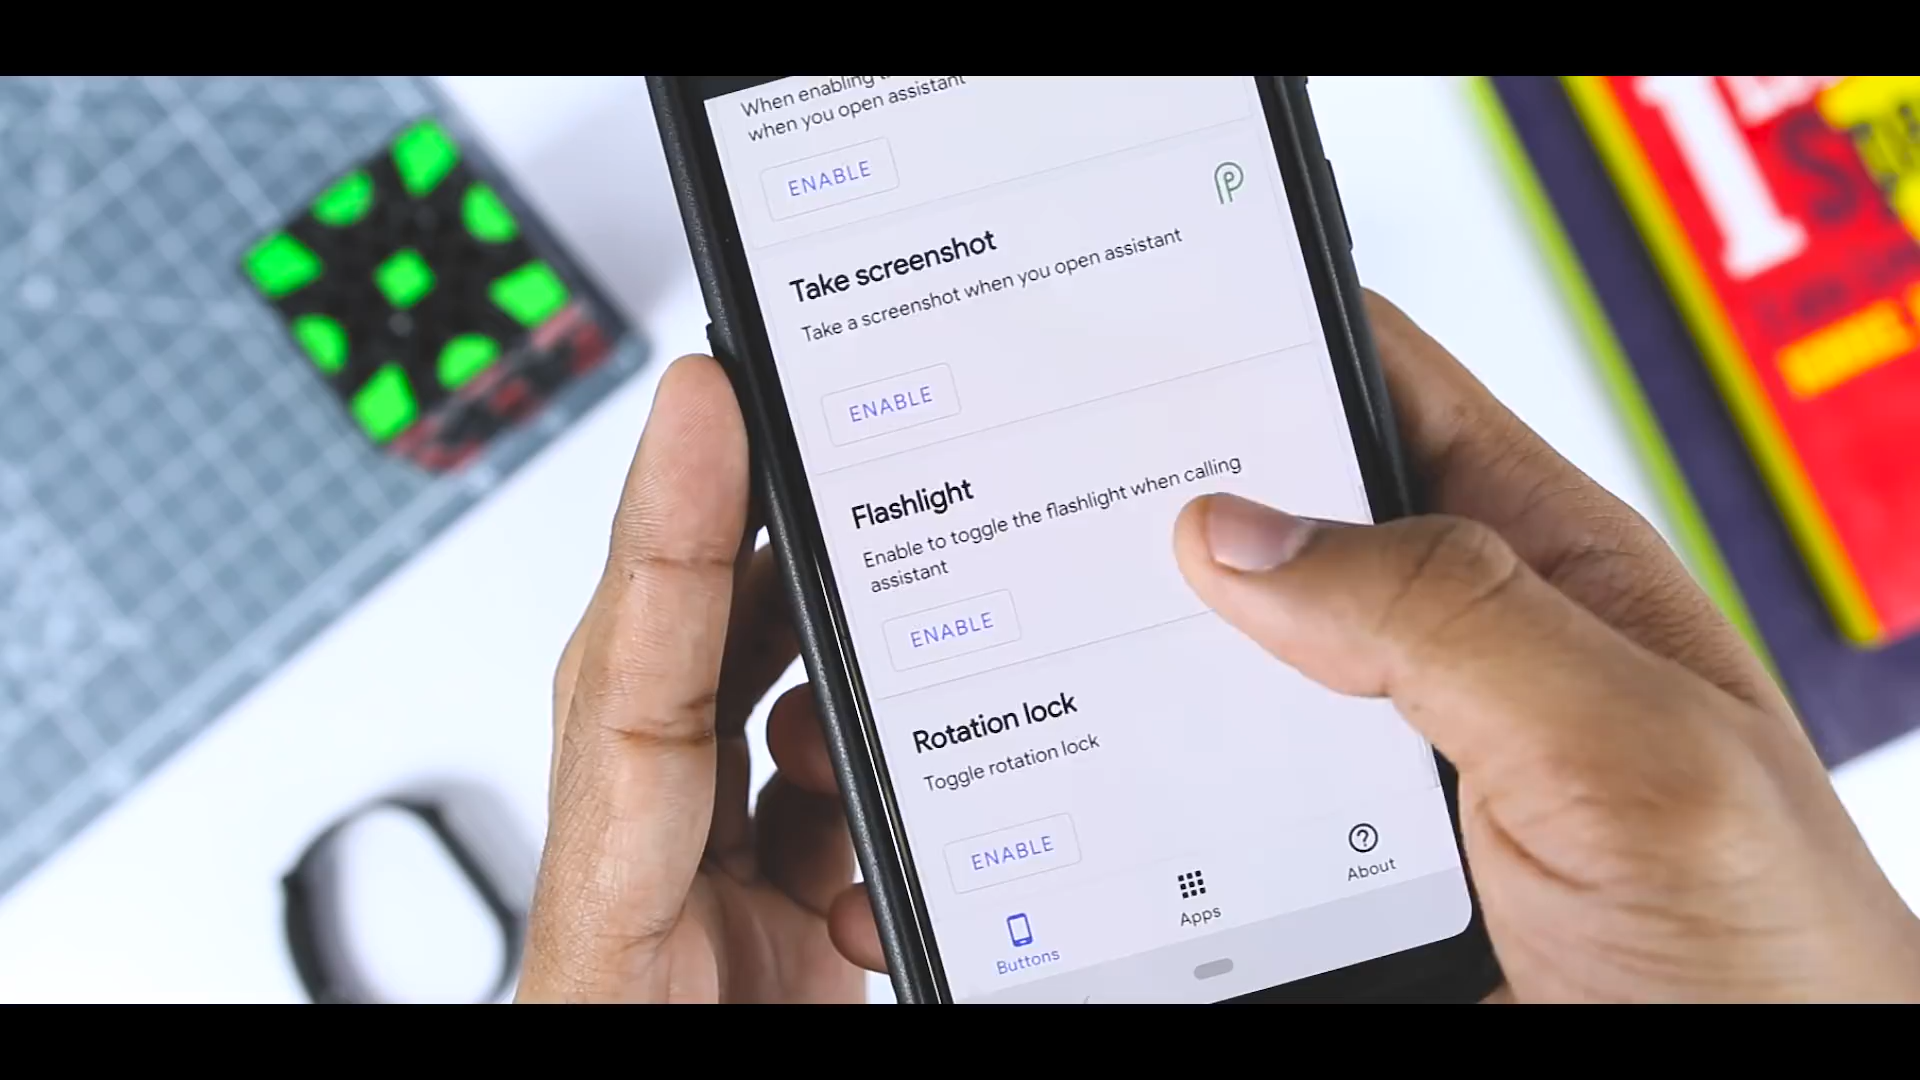 When enabling
when you open assistant
ENABLE
Take screenshot
Take a screenshot when you open assistant
ENABLE
Flashlight
Enable to toggle the flashlight when calling
assistant
ENABLE
Rotation lock
Toggle rotation lock
ENABLE
Buttons
Apps
About